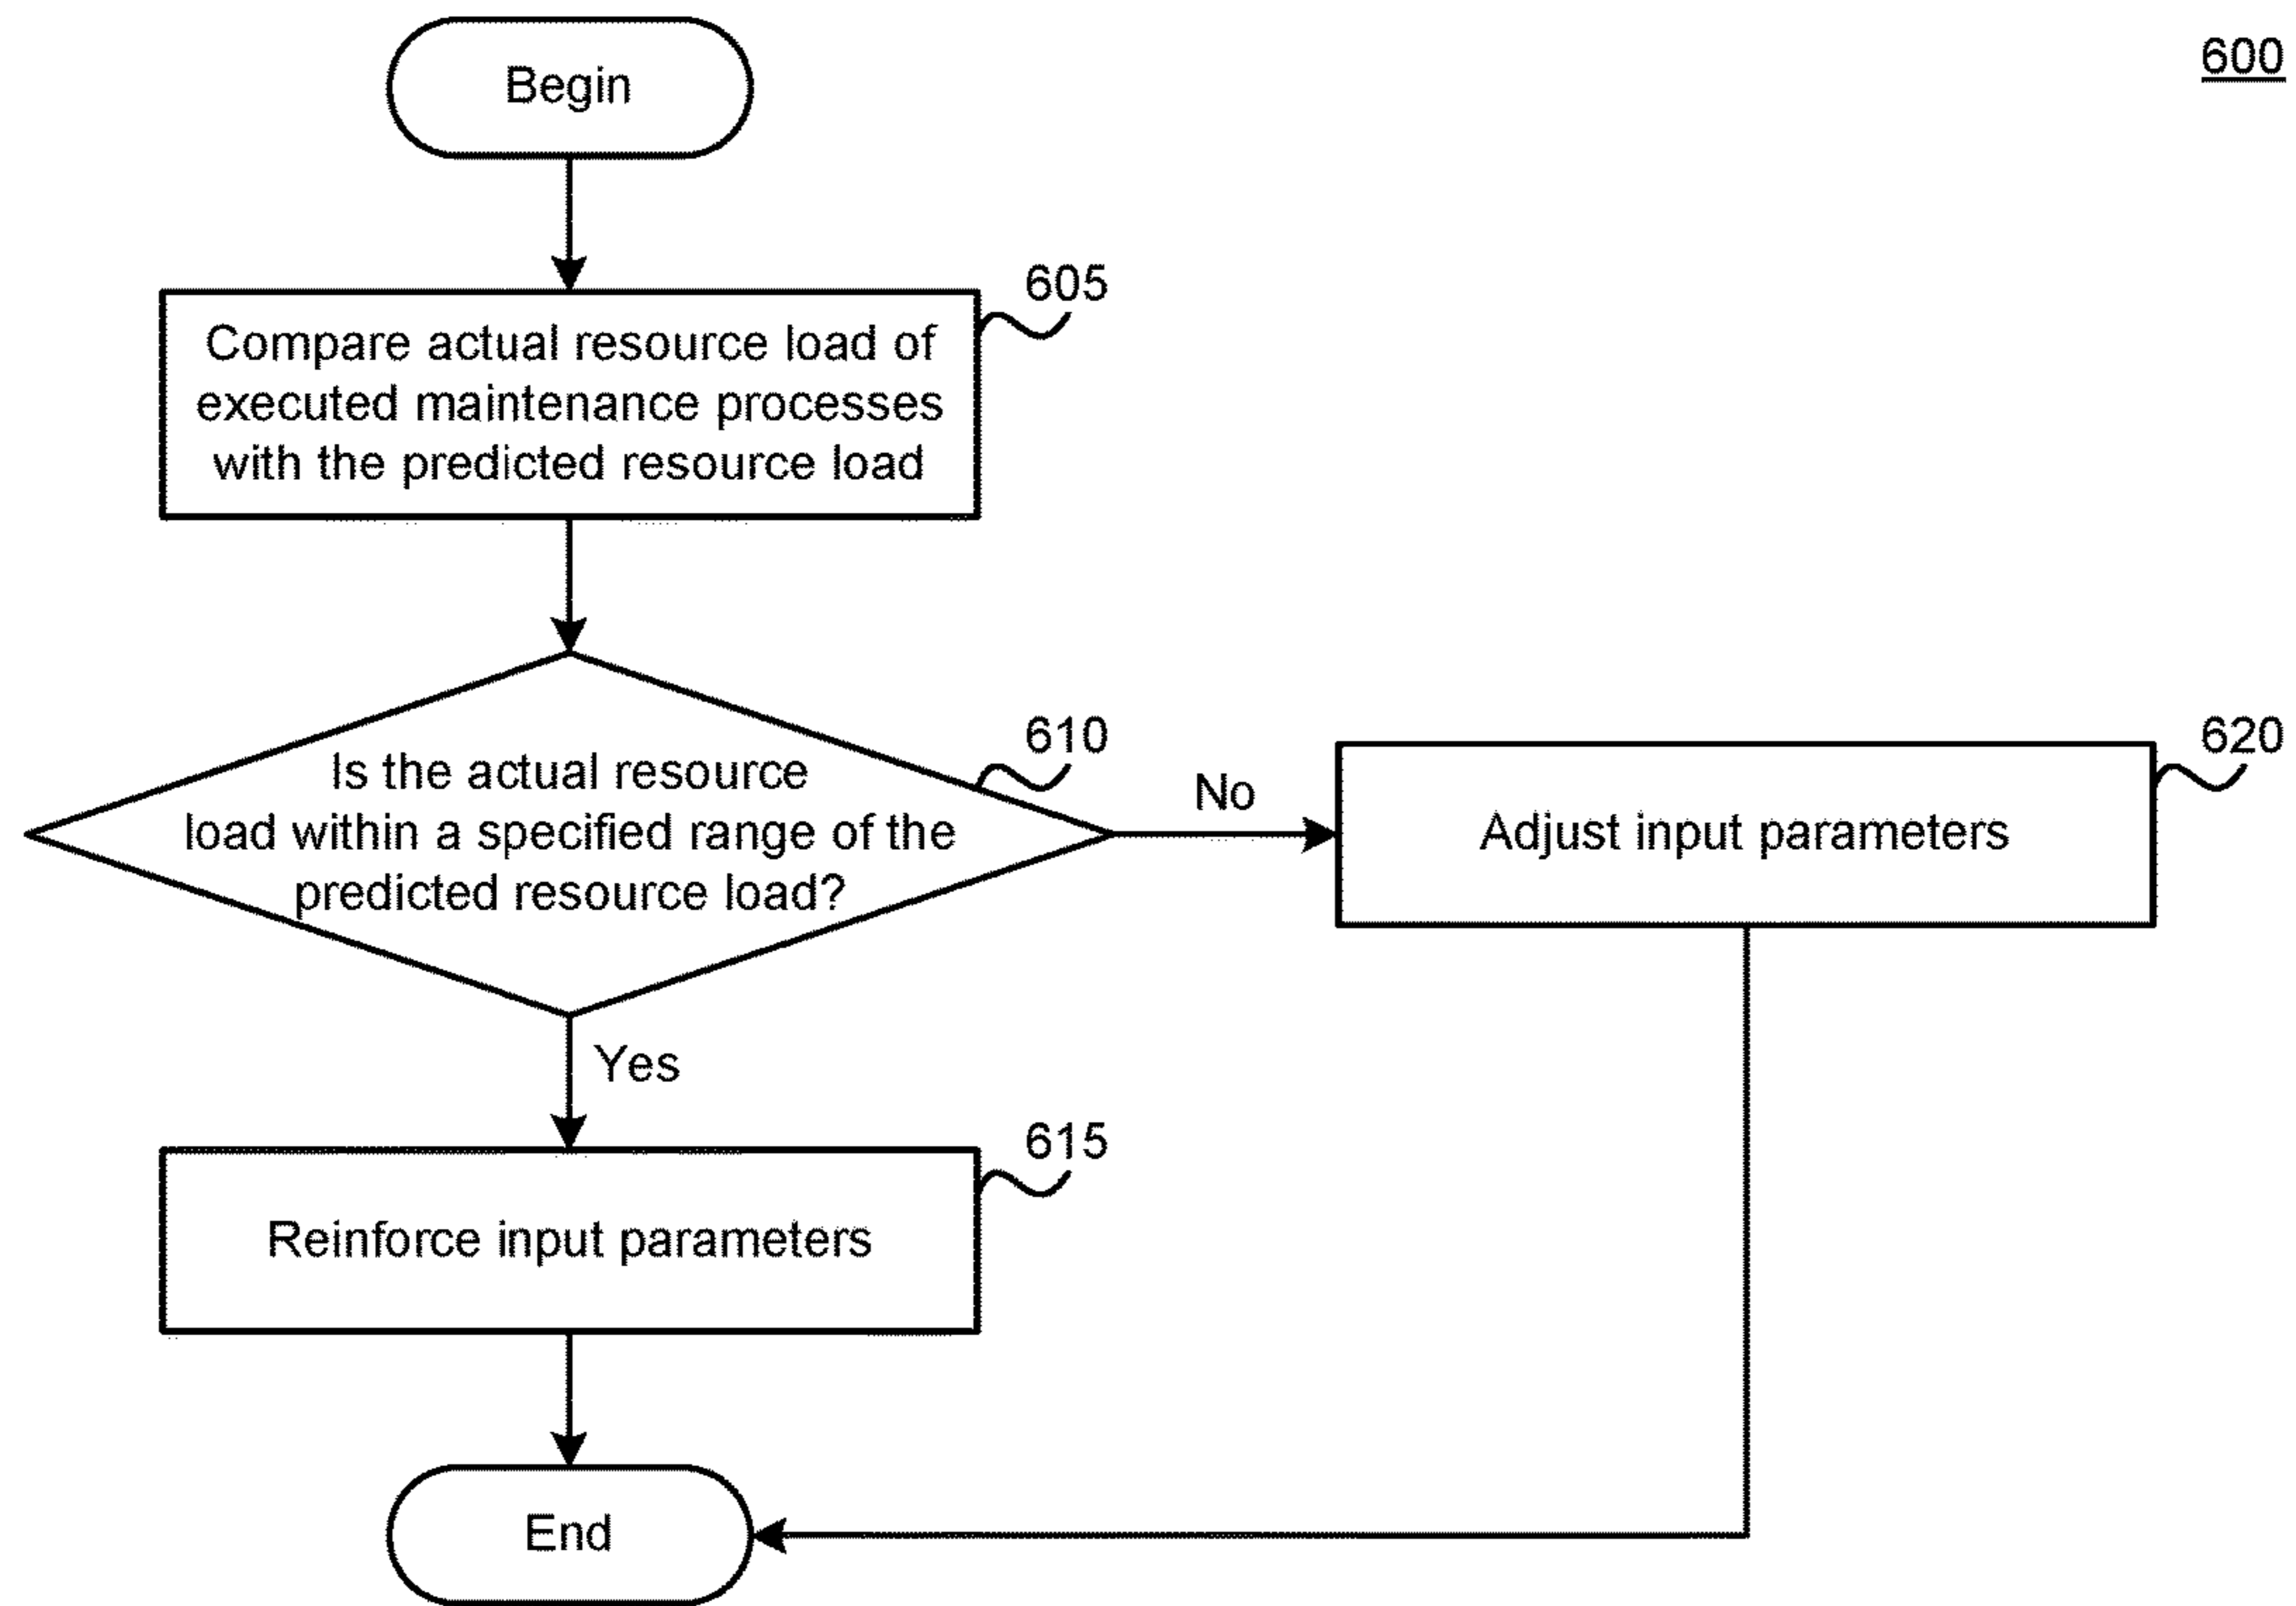 600
Begin
605
Compare actual resource load of
executed maintenance processes
with the predicted resource load
610
Is the actual resource
load within a specified range of the
predicted resource load?
No
620
Adjust input parameters
Yes
615
Reinforce input parameters
End